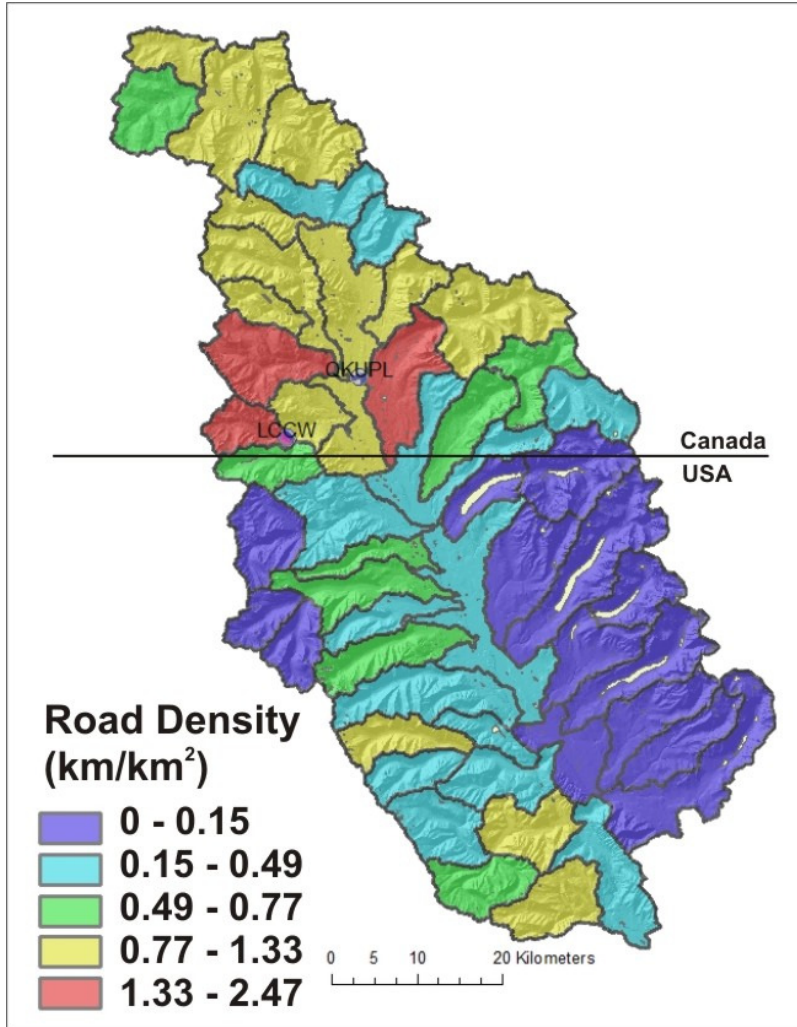 QKUPL
LCCW
Canada
USA
Road Density
(km/km²)
0 - 0.15
0.15 - 0.49
0.49 - 0.77
0.77 - 1.33
1.33 - 2.47
0 5 10 20 Kilometers